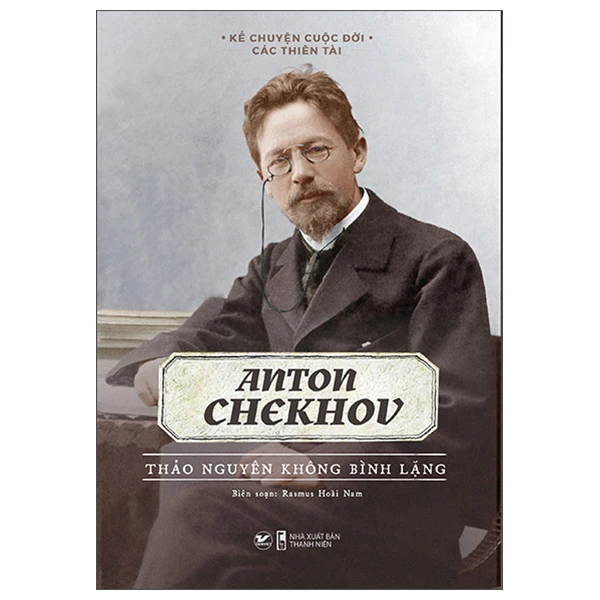 • KỂ CHUYỆN CUỘC ĐỜI •
CÁC THIÊN TÀI
ANTON
CHEKHOV
THẢO NGUYÊN KHÔNG BÌNH LẶNG
Biên soạn: Rasmus Hoài Nam
NHÀ XUẤT BẢN
THANH NIÊN